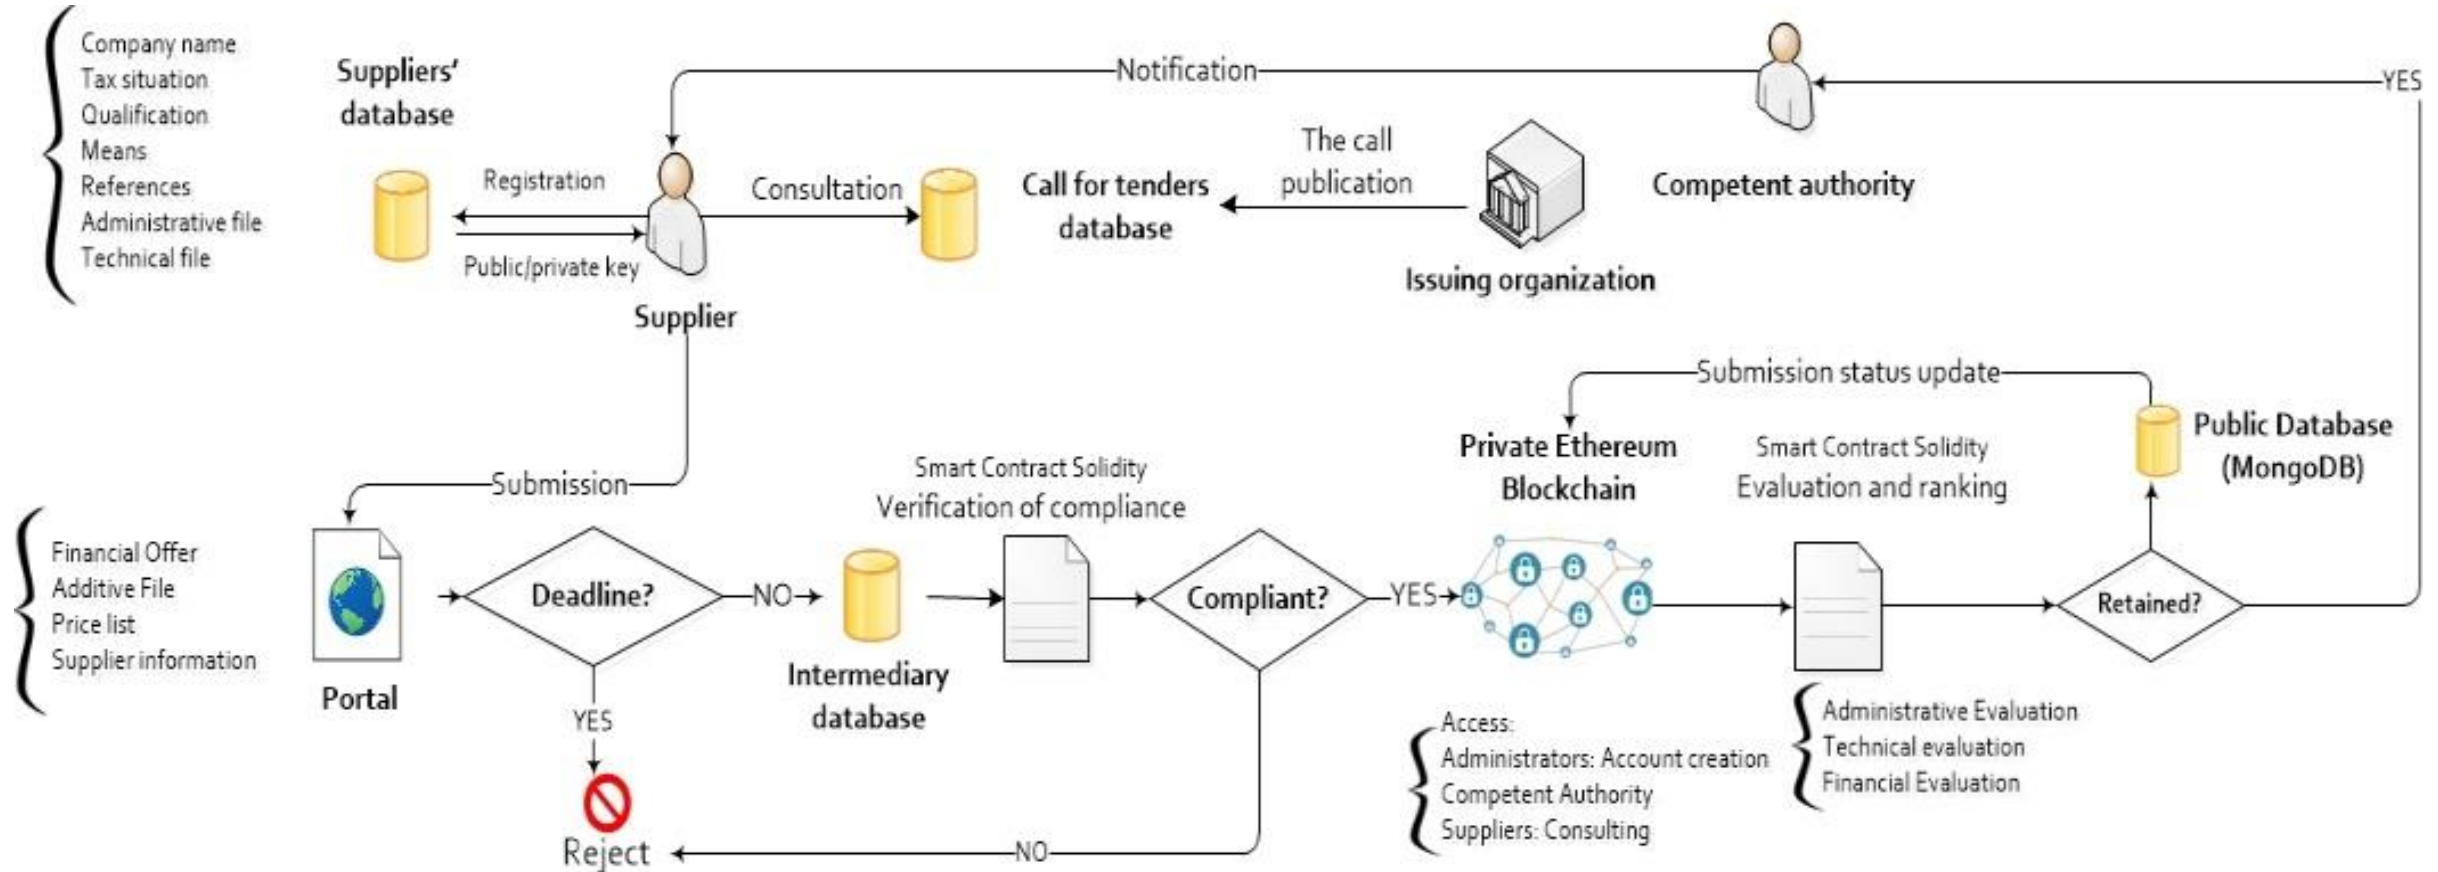 Company name
Tax situation
Qualification
Means
References
Administrative file
Technical file
Suppliers'
database
Registration
Public/private key
Supplier
Notification
Consultation
Call for tenders
database
The call
publication
Issuing organization
Competent authority
YES
Submission
Financial Offer
Additive File
Price list
Supplier information
Portal
Deadline?
NO
YES
Reject
Intermediary
database
Smart Contract Solidity
Verification of compliance
Compliant?
YES
NO
Submission status update
Private Ethereum
Blockchain
Access:
Administrators: Account creation
Competent Authority
Suppliers: Consulting
Smart Contract Solidity
Evaluation and ranking
Administrative Evaluation
Technical evaluation
Financial Evaluation
Retained?
Public Database
(MongoDB)